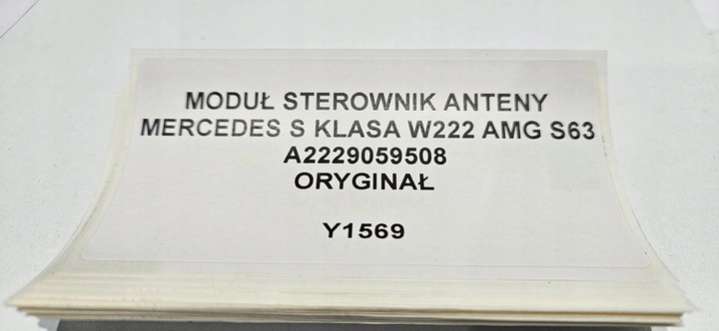 MODUŁ STEROWNIK ANTENY
MERCEDES S KLASA W222 AMG S63
A2229059508
ORYGINAŁ
Y1569